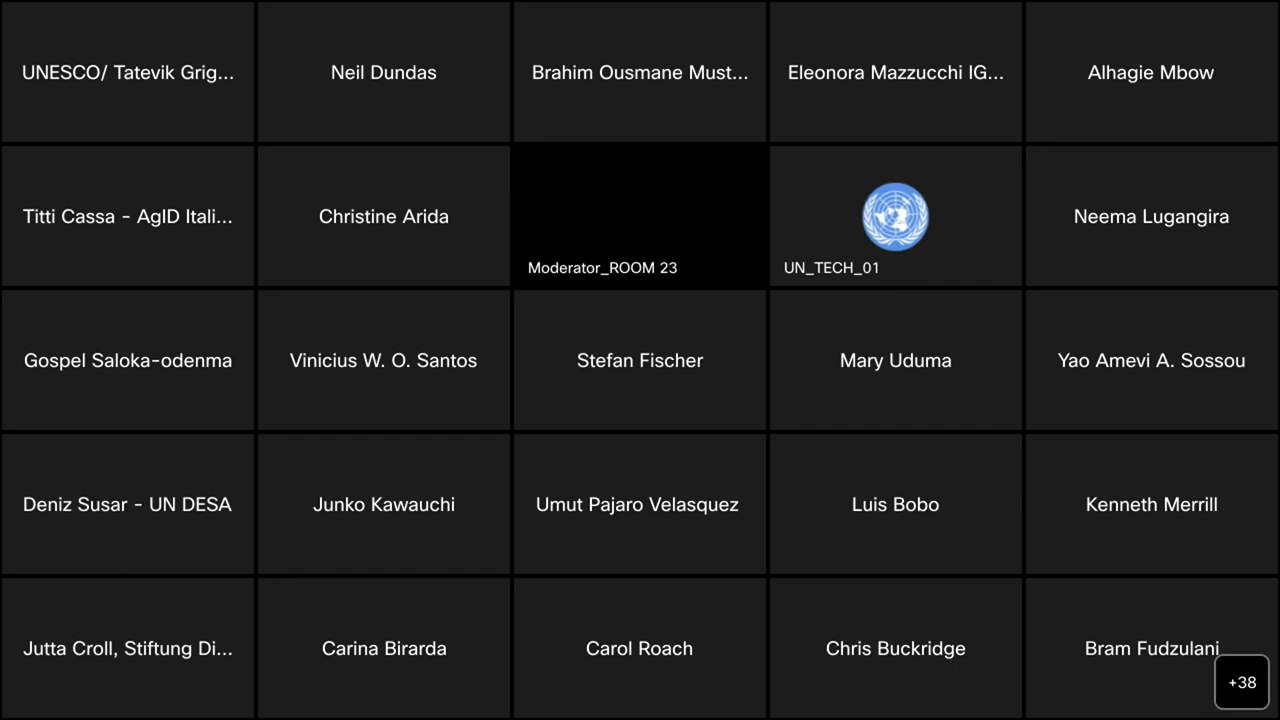 UNESCO/ Tatevik Grig...
Neil Dundas
Brahim Ousmane Must...
Eleonora Mazzucchi IG...
Alhagie Mbow
Titti Cassa - AgID Itali...
Christine Arida
Moderator_ROOM 23
UN_TECH_01
Neema Lugangira
Gospel Saloka-odenma
Vinicius W. O. Santos
Stefan Fischer
Mary Uduma
Yao Amevi A. Sossou
Deniz Susar - UN DESA
Junko Kawauchi
Umut Pajaro Velasquez
Luis Bobo
Kenneth Merrill
Jutta Croll, Stiftung Di...
Carina Birarda
Carol Roach
Chris Buckridge
Bram Fudzulani
+38